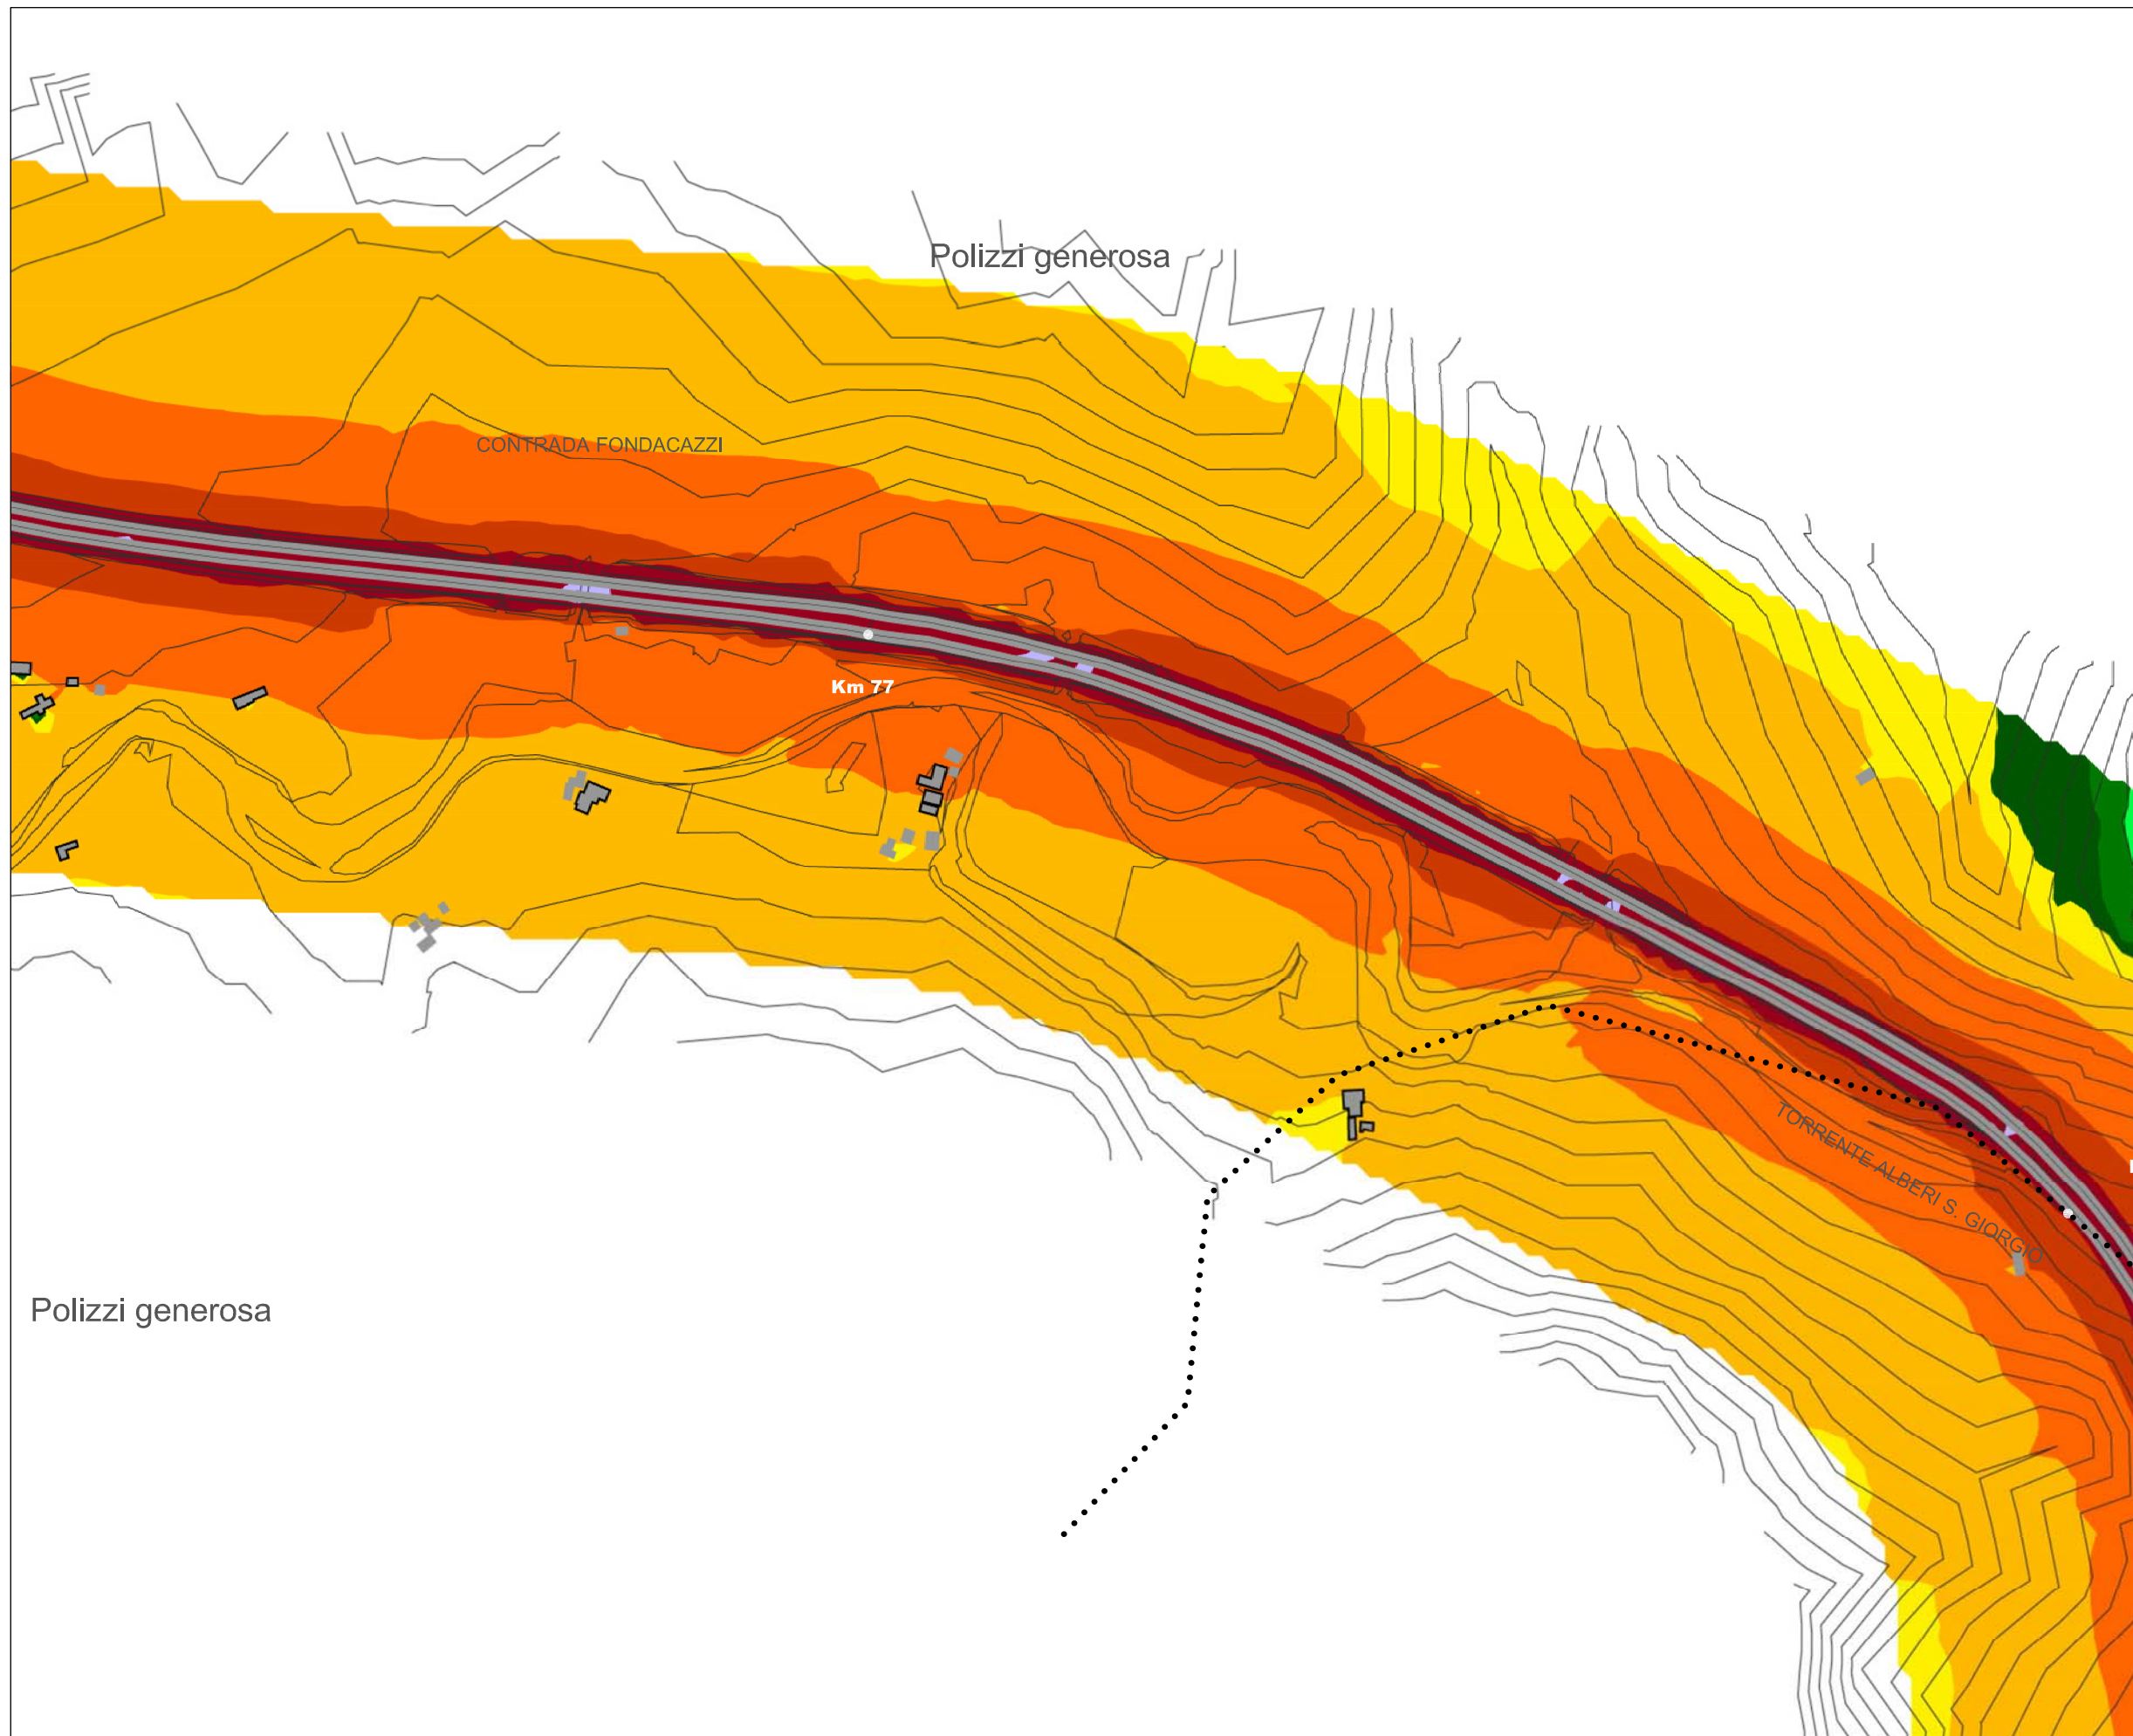 Polizzi generosa
CONTRADA FONDACAZZI
Km 77
TORRENTE ALBERI S. GIORGIO
Polizzi generosa